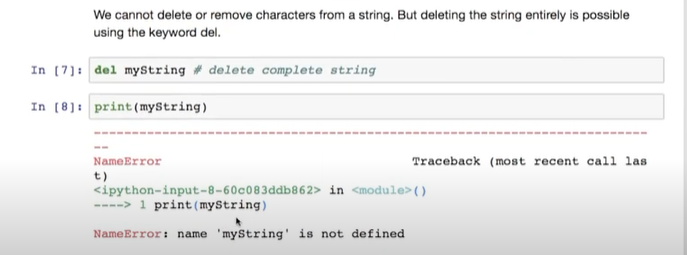 We cannot delete or remove characters from a string. But deleting the string entirely is possible
using the keyword del.
In [7]: del myString # delete complete string
In [8]: print(myString)
--------------------------------------------------------------------------
--
NameError                                 Traceback (most recent call las
t)
<ipython-input-8-60c083ddb862> in <module>()
----> 1 print(myString)
NameError: name 'myString' is not defined